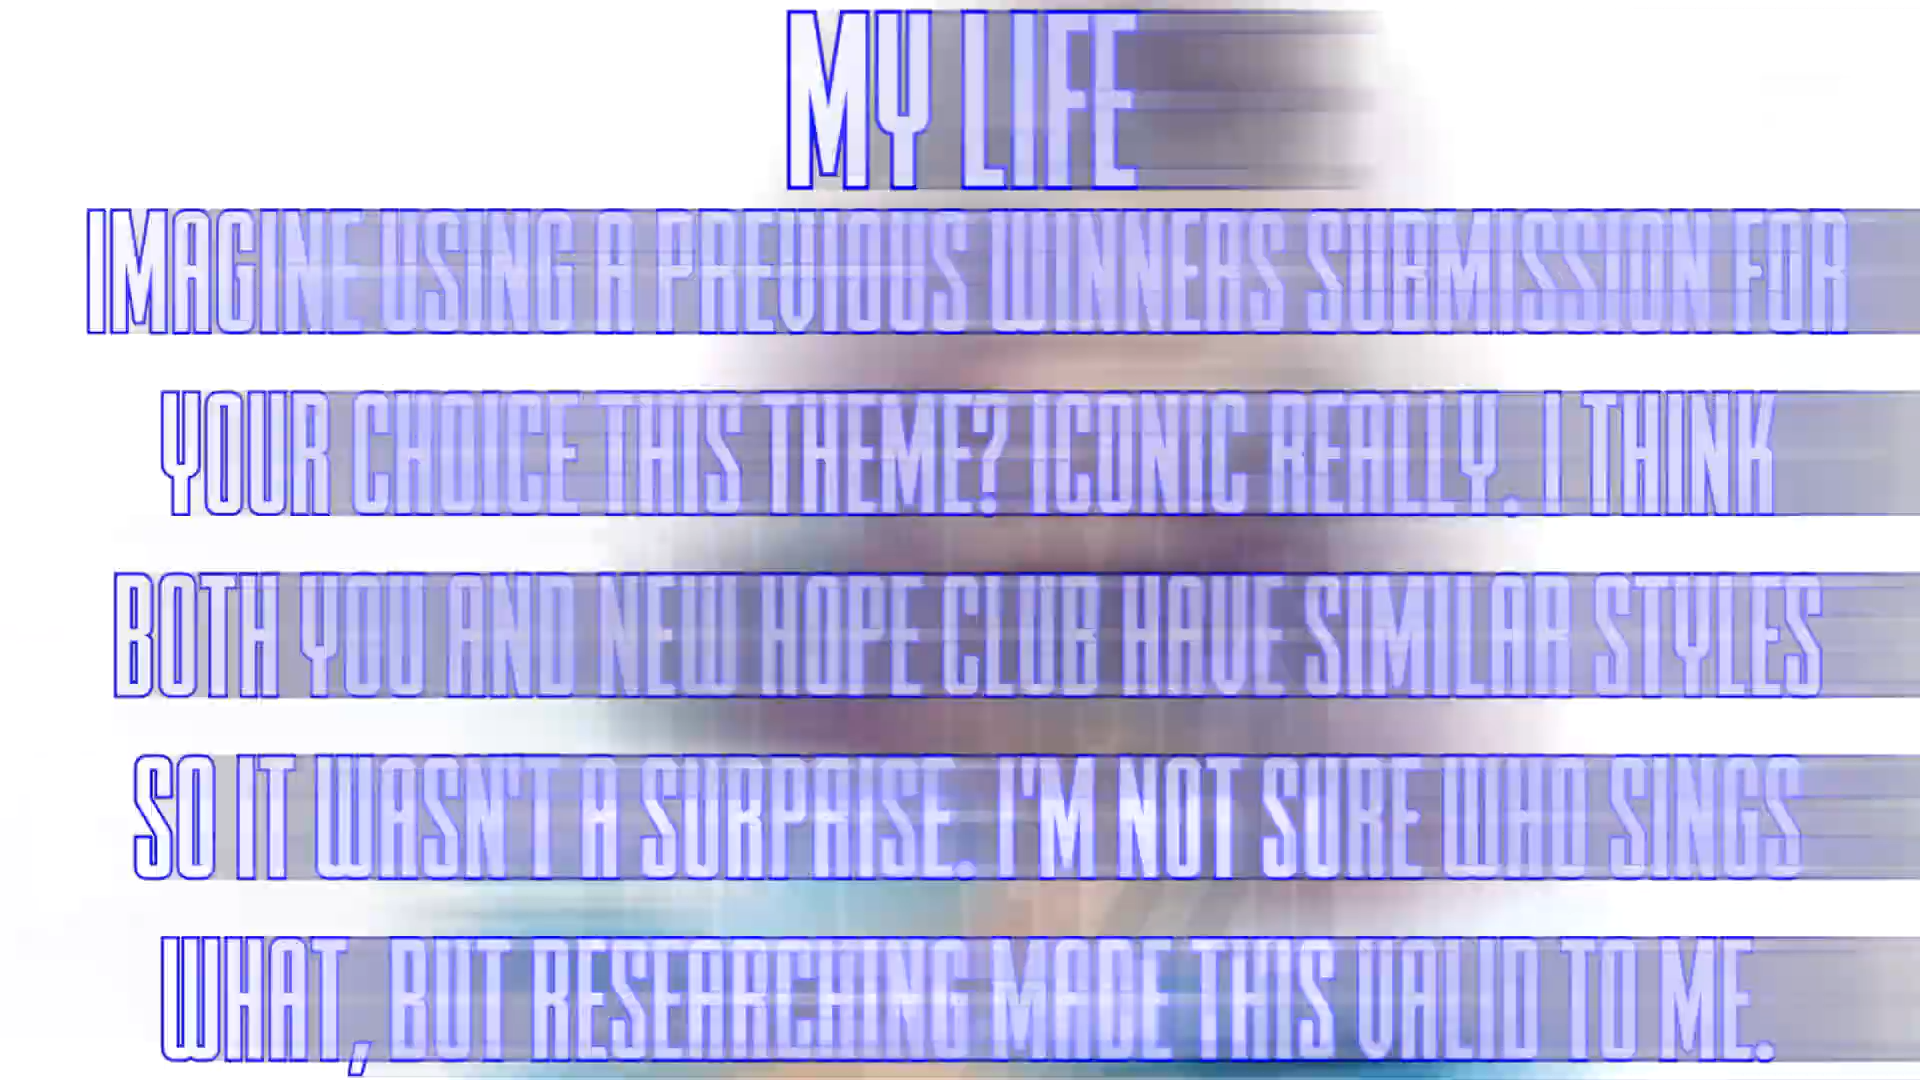 MY LIFE
IMAGINE USING A PREVIOUS WINNERS SUBMISSION FOR
YOUR CHOICE THIS THEME? ICONIC REALLY. I THINK
BOTH YOU AND NEW HOPE CLUB HAVE SIMILAR STYLES
SO IT WASN'T A SURPRISE. I'M NOT SURE WHO SINGS
WHAT, BUT RESEARCHING MADE THIS VALID TO ME.